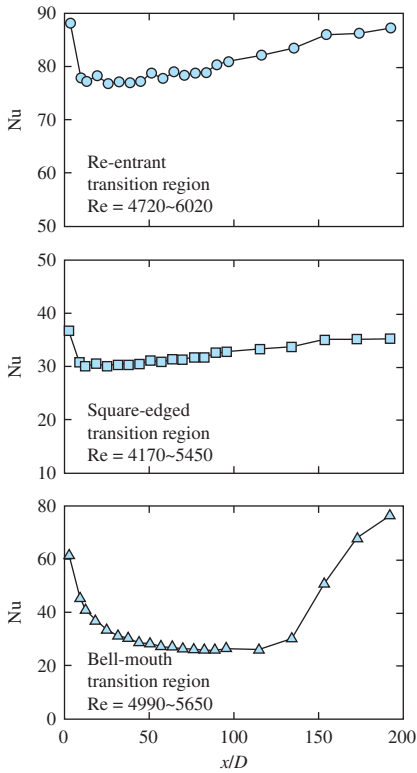 90
80
70
60
50
Nu
Re-entrant
transition region
Re = 4720~6020
50
40
30
20
10
Nu
Square-edged
transition region
Re = 4170~5450
80
60
40
20
0
Nu
Bell-mouth
transition region
Re = 4990~5650
0 50 100 150 200
x/D